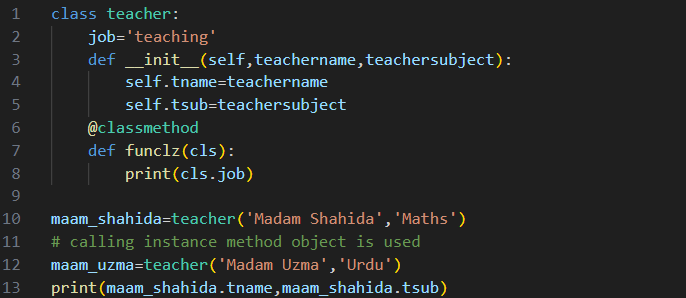 1 class teacher:
2     job='teaching'
3     def __init__(self,teachername,teachersubject):
4         self.tname=teachername
5         self.tsub=teachersubject
6     @classmethod
7     def funclz(cls):
8         print(cls.job)
9
10 maam_shahida=teacher('Madam Shahida','Maths')
11 # calling instance method object is used
12 maam_uzma=teacher('Madam Uzma','Urdu')
13 print(maam_shahida.tname,maam_shahida.tsub)